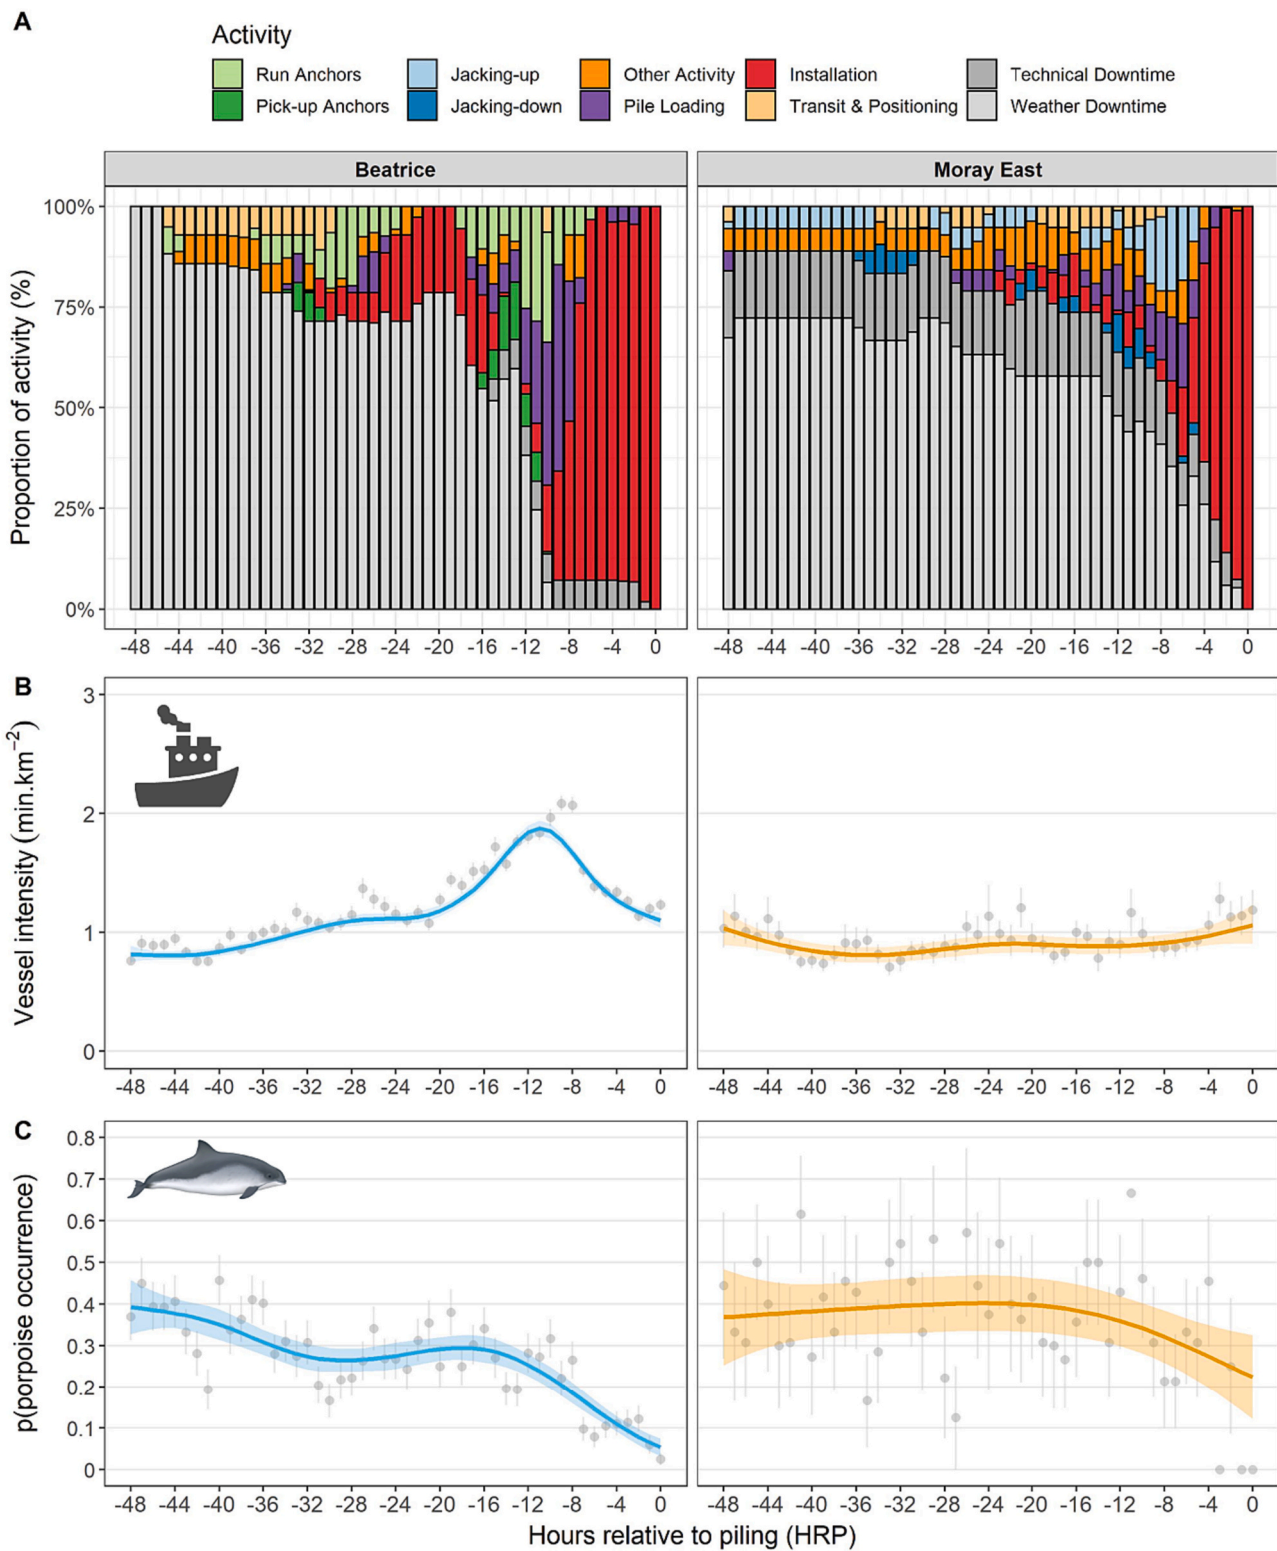 A
Activity
Run Anchors Jacking-up Other Activity Installation Technical Downtime
Pick-up Anchors Jacking-down Pile Loading Transit & Positioning Weather Downtime
Beatrice Moray East
Proportion of activity (%)
100%
75%
50%
25%
0%
-48 -44 -40 -36 -32 -28 -24 -20 -16 -12 -8 -4 0 -48 -44 -40 -36 -32 -28 -24 -20 -16 -12 -8 -4 0
B
Vessel intensity (min.km−2)
3
2
1
0
-48 -44 -40 -36 -32 -28 -24 -20 -16 -12 -8 -4 0 -48 -44 -40 -36 -32 -28 -24 -20 -16 -12 -8 -4 0
C
p(porpoise occurrence)
0.8
0.7
0.6
0.5
0.4
0.3
0.2
0.1
0
-48 -44 -40 -36 -32 -28 -24 -20 -16 -12 -8 -4 0 -48 -44 -40 -36 -32 -28 -24 -20 -16 -12 -8 -4 0
Hours relative to piling (HRP)